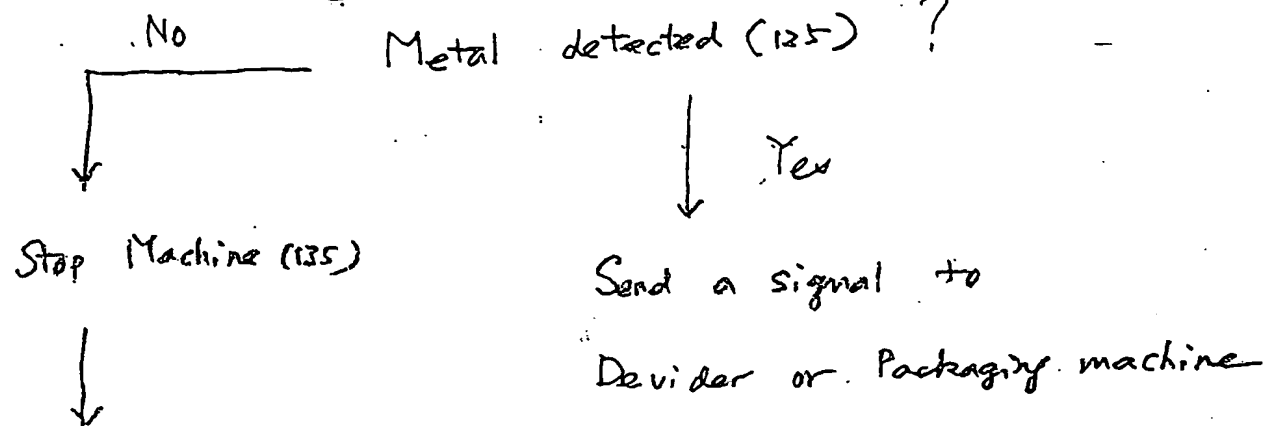 No
Metal detected (125) ?
Yes
Stop Machine (135)
Send a signal to
Devider or Packaging machine